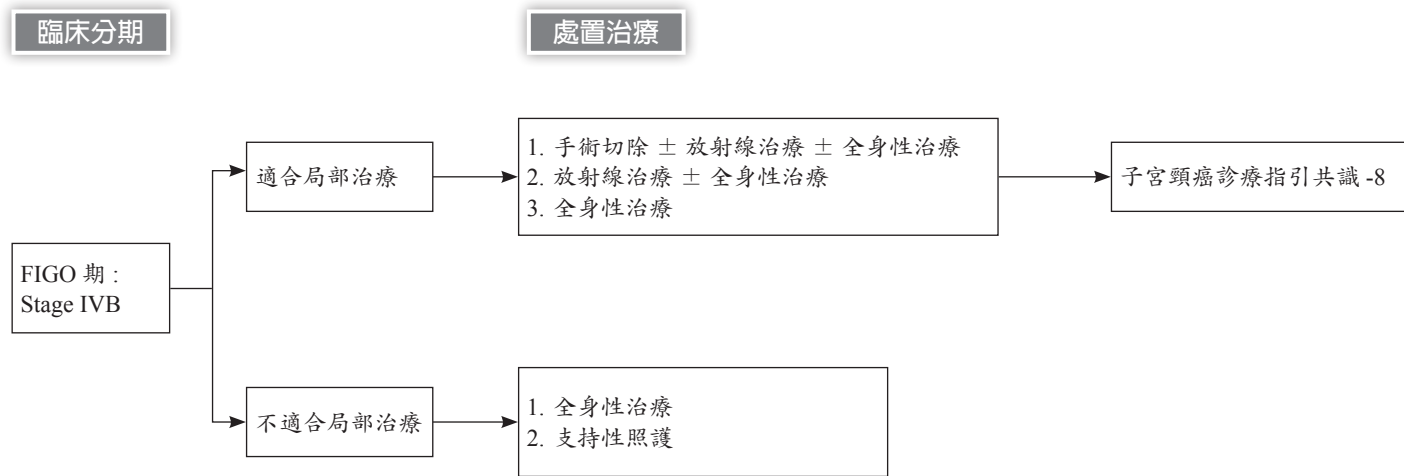 臨床分期
處置治療
適合局部治療
1. 手術切除 ± 放射線治療 ± 全身性治療
2. 放射線治療 ± 全身性治療
3. 全身性治療
子宮頸癌診療指引共識 -8
FIGO 期 :
Stage IVB
不適合局部治療
1. 全身性治療
2. 支持性照護